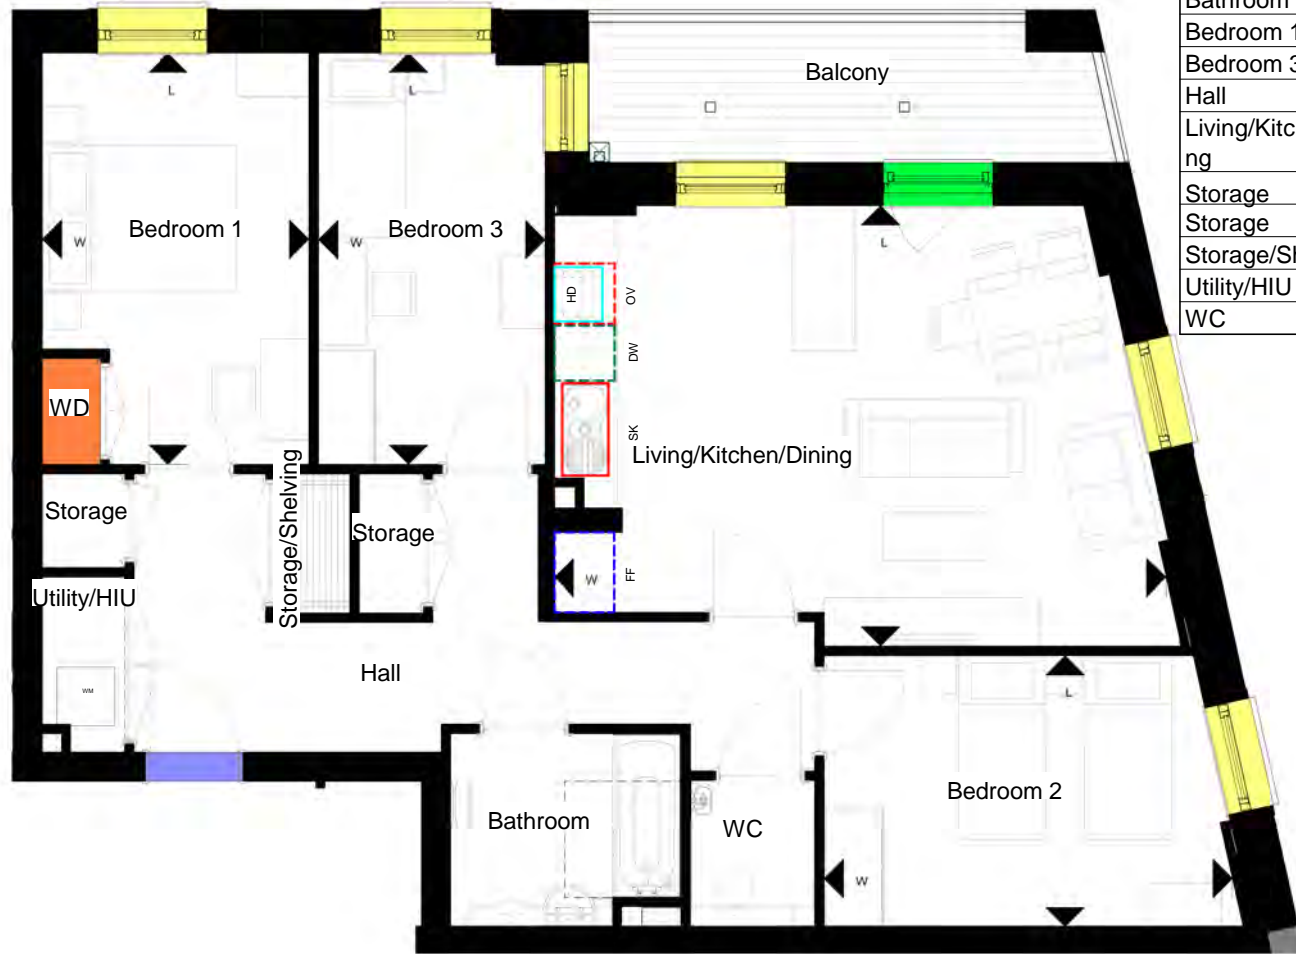 Bathroom
Bedroom 1
Bedroom 3
Hall
Living/Kitc
ng
Storage
Storage
Storage/Sh
Utility/HIU
WC
Balcony
L
L
Bedroom 1
W
Bedroom 3
W
L
HD
OV
DW
SK
WD
Living/Kitchen/Dining
Storage
Storage/Shelving
Storage
W
FF
Utility/HIU
WM
Hall
L
Bedroom 2
Bathroom
WC
W